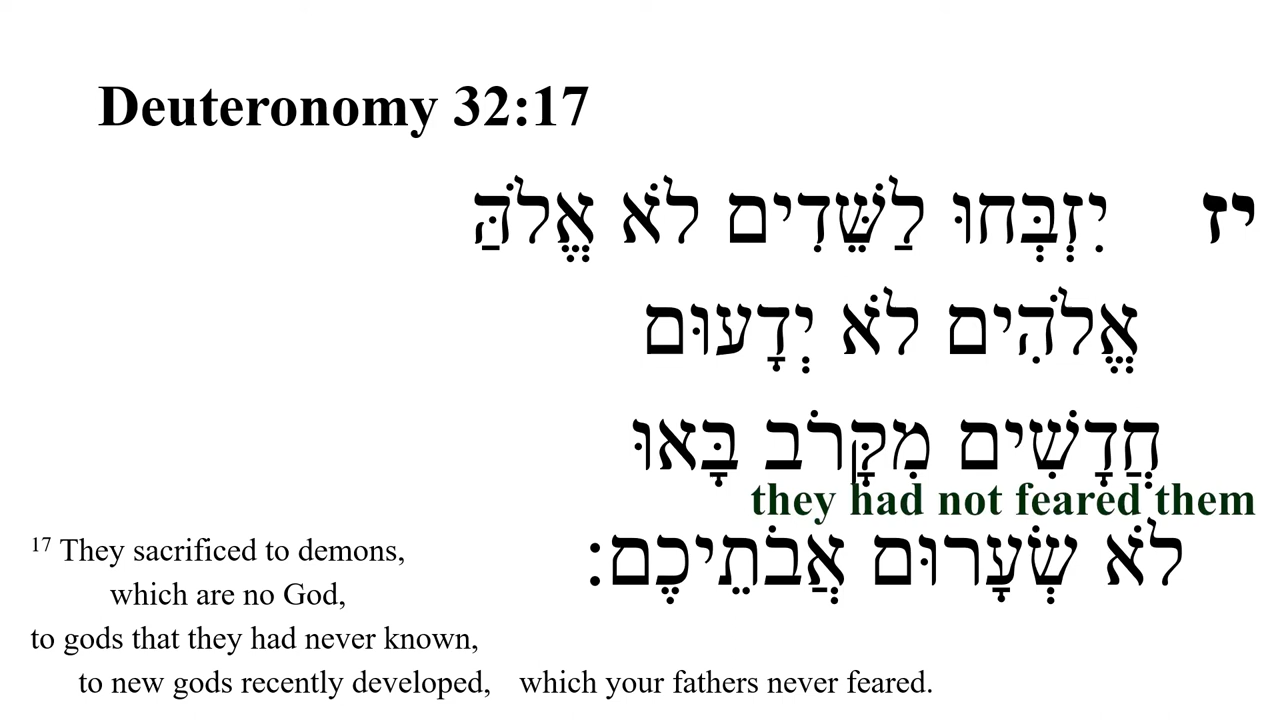 Deuteronomy 32:17
יז יִזְבְּחוּ לַשֵּׁדִים לֹא אֱלֹהַּ
אֱלֹהִים לֹא יְדָעוּם
חֲדָשִׁים מִקָּרֹב בָּאוּ
they had not feared them
לֹא שְׂעָרוּם אֲבֹתֵיכֶם׃
17 They sacrificed to demons,
which are no God,
to gods that they had never known,
to new gods recently developed, which your fathers never feared.